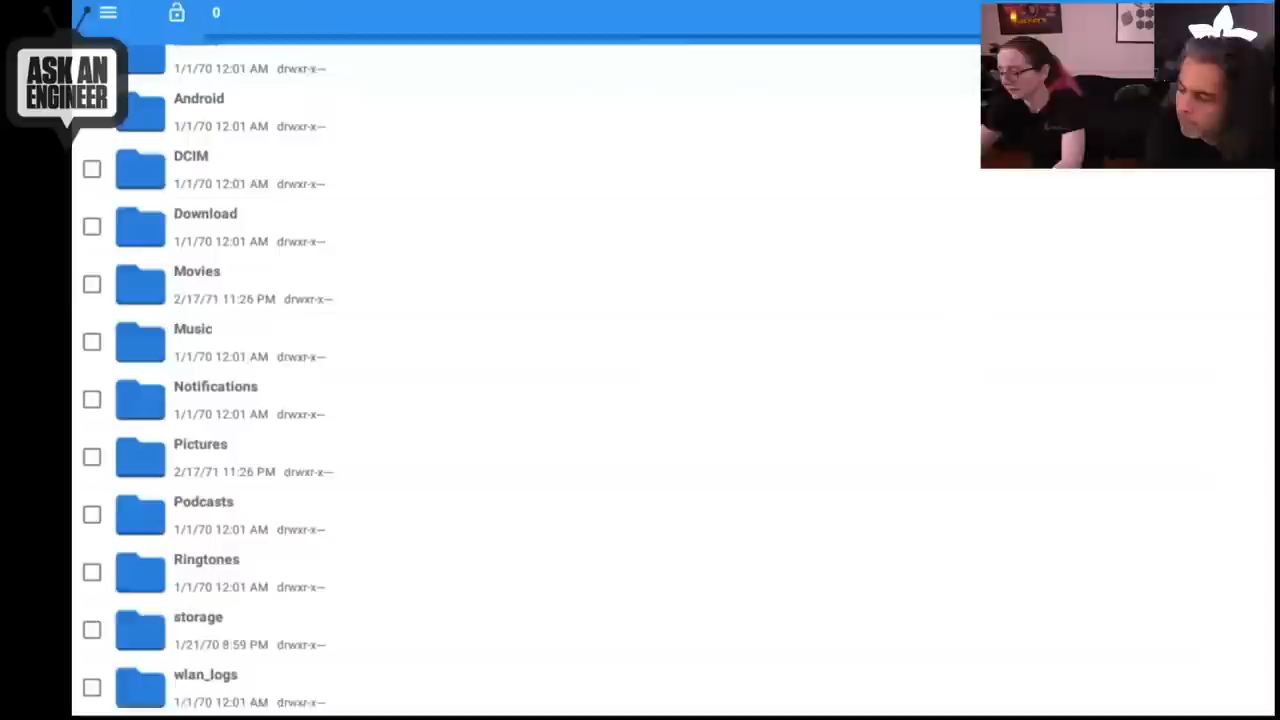 0
1/1/70 12:01 AM drwxr-x—
Android
1/1/70 12:01 AM drwxr-x—
DCIM
1/1/70 12:01 AM drwxr-x—
Download
1/1/70 12:01 AM drwxr-x—
Movies
2/17/71 11:26 PM drwxr-x—
Music
1/1/70 12:01 AM drwxr-x—
Notifications
1/1/70 12:01 AM drwxr-x—
Pictures
2/17/71 11:26 PM drwxr-x—
Podcasts
1/1/70 12:01 AM drwxr-x—
Ringtones
1/1/70 12:01 AM drwxr-x—
storage
1/21/70 8:59 PM drwxr-x—
wlan_logs
1/1/70 12:01 AM drwxr-x—
ASK AN
ENGINEER